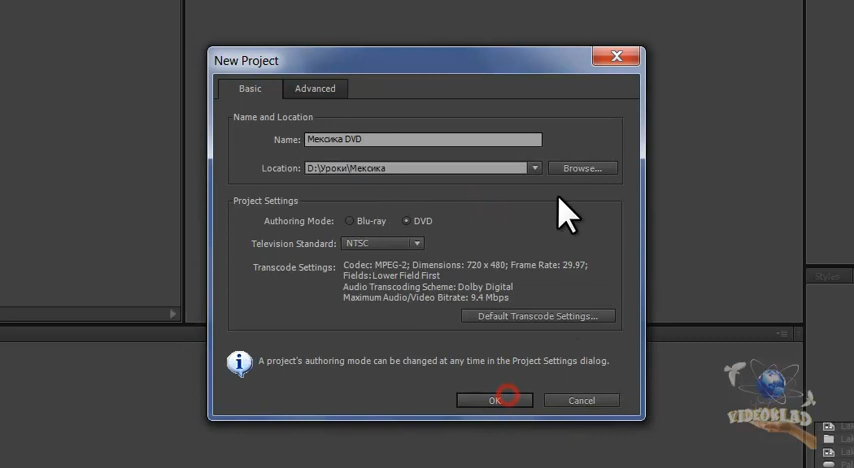 New Project
Basic
Advanced
Name and Location
Name: Мексика DVD
Location: D:\Уроки\Мексика
Browse...
Project Settings
Authoring Mode: Blu-ray DVD
Television Standard: NTSC
Transcode Settings: Codec: MPEG-2; Dimensions: 720 x 480; Frame Rate: 29.97;
Fields:Lower Field First
Audio Transcoding Scheme: Dolby Digital
Maximum Audio/Video Bitrate: 9.4 Mbps
Default Transcode Settings...
A project's authoring mode can be changed at any time in the Project Settings dialog.
OK
Cancel
Styles
VIDEOKLAD